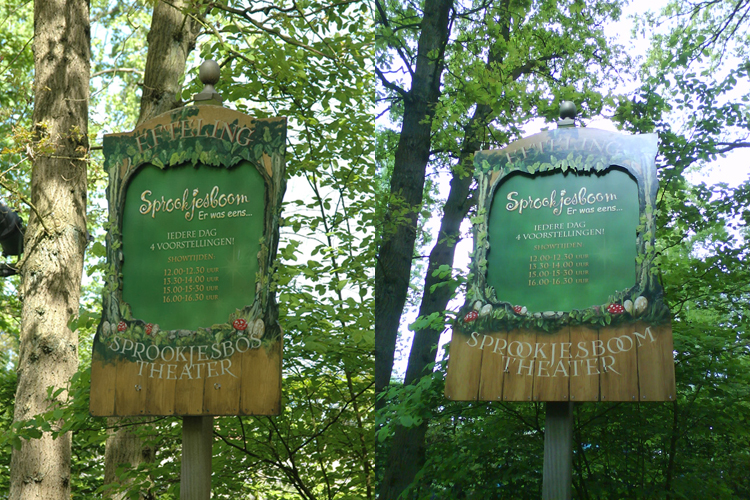 EFTELING
Sprookjesboom
Er was eens...
IEDERE DAG
4 VOORSTELLINGEN!
SHOWTIJDEN
12.00-12.30 UUR
13.30-14.00 UUR
15.00-15.30 UUR
16.00-16.30 UUR
SPROOKJESBOS
THEATER
EFTELING
Sprookjesboom
Er was eens...
IEDERE DAG
4 VOORSTELLINGEN!
SHOWTIJDEN
12.00-12.30 UUR
13.30-14.00 UUR
15.00-15.30 UUR
16.00-16.30 UUR
SPROOKJESBOOM
THEATER